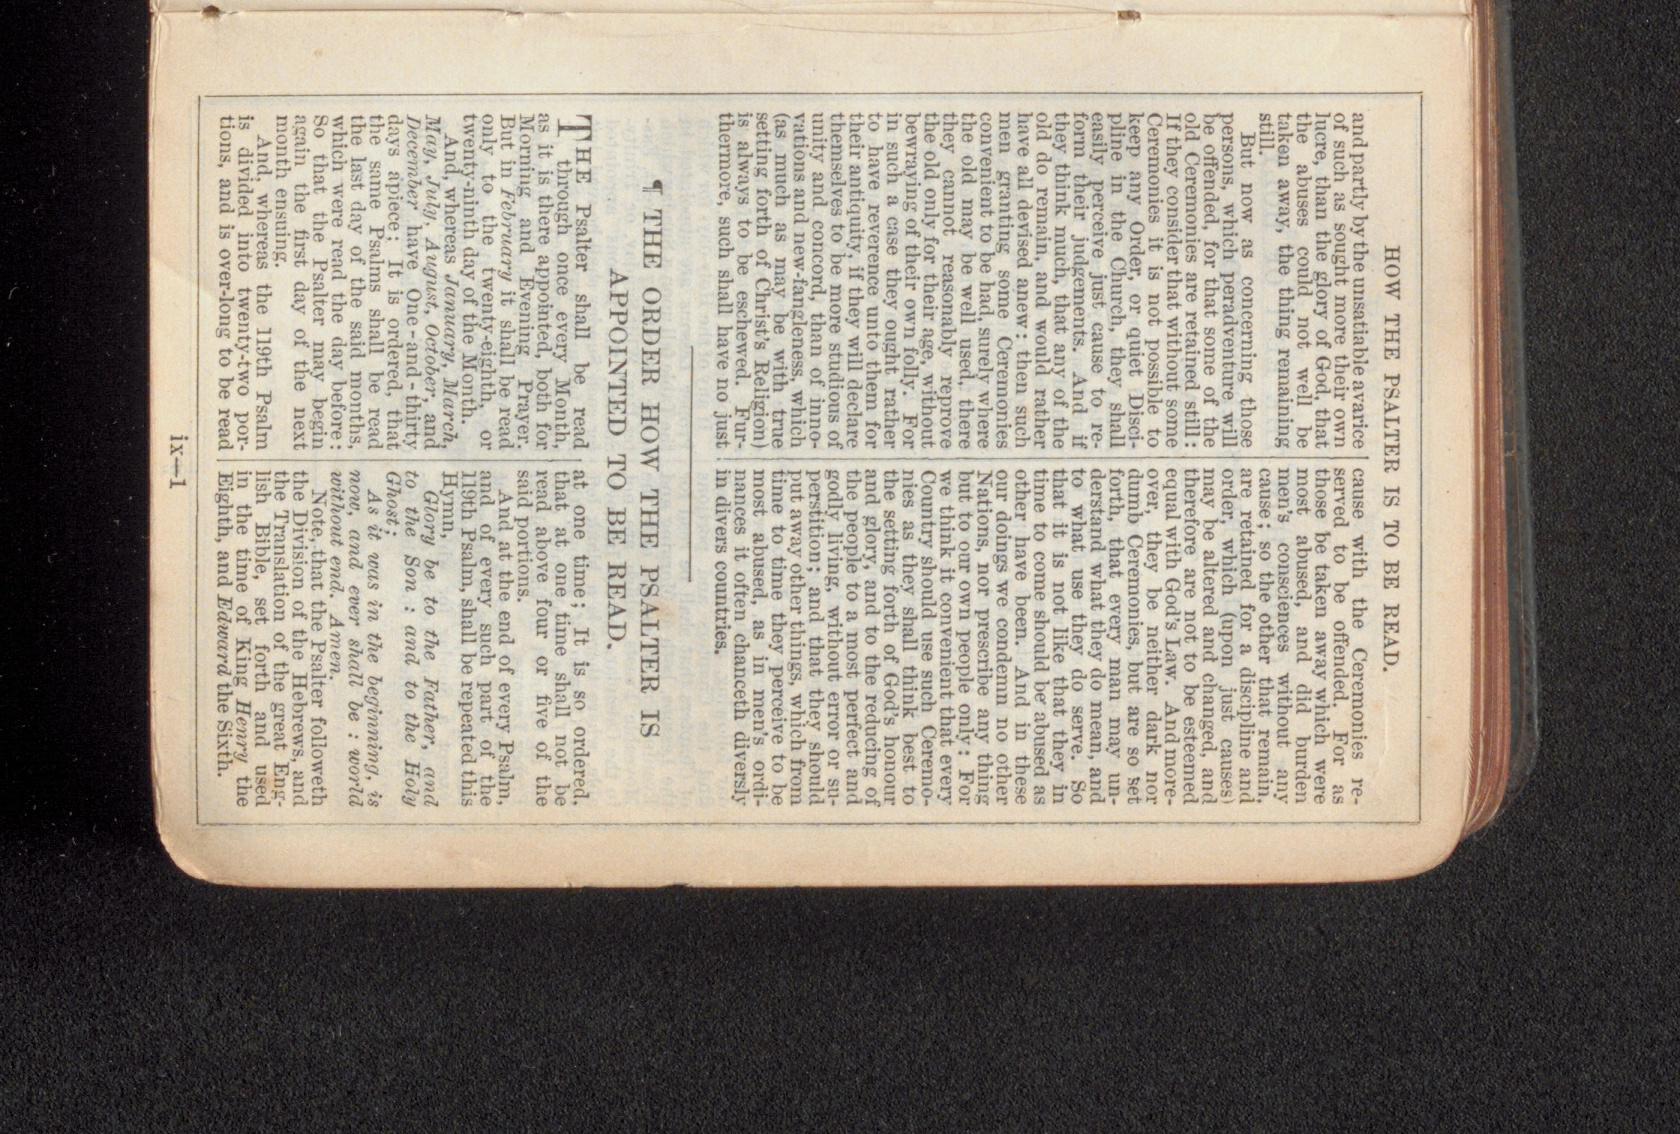 HOW THE PSALTER IS TO BE READ.
and partly by the unsatiable avarice
of such as sought more their own
lucre, than the glory of God, that
the abuses could not well be
taken away, the thing remaining
still.
But now as concerning those
persons, which peradventure will
be offended, for that some of the
old Ceremonies are retained still:
If they consider that without some
Ceremonies it is not possible to
keep any Order, or quiet Disci-
pline in the Church, they shall
easily perceive just cause to re-
form their judgements. And if
they think much, that any of the
old do remain, and would rather
have all devised anew: then such
men granting some Ceremonies
convenient to be had, surely where
the old may be well used, there
they cannot reasonably reprove
the old only for their age, without
bewraying of their own folly. For
in such a case they ought rather
to have reverence unto them for
their antiquity, if they will declare
themselves to be more studious of
unity and concord, than of inno-
vations and new-fangleness, which
(as much as may be with true
setting forth of Christ's Religion)
is always to be eschewed. Fur-
thermore, such shall have no just
cause with the Ceremonies re-
served to be offended. For as
those be taken away which were
most abused, and did burden
men's consciences without any
cause; so the other that remain,
are retained for a discipline and
order, which (upon just causes)
may be altered and changed, and
therefore are not to be esteemed
equal with God's Law. And more-
over, they be neither dark nor
dumb Ceremonies, but are so set
forth, that every man may un-
derstand what they do mean, and
to what use they do serve. So
that it is not like that they in
time to come should be abused as
other have been. And in these
our doings we condemn no other
Nations, nor prescribe any thing
but to our own people only: For
we think it convenient that every
Country should use such Ceremo-
nies as they shall think best to
the setting forth of God's honour
and glory, and to the reducing of
the people to a most perfect and
godly living, without error or su-
perstition; and that they should
put away other things, which from
time to time they perceive to be
most abused, as in men's ordi-
nances it often chanceth diversly
in divers countries.
¶ THE ORDER HOW THE PSALTER IS
APPOINTED TO BE READ.
THE Psalter shall be read
through once every Month,
as it is there appointed, both for
Morning and Evening Prayer.
But in February it shall be read
only to the twenty-eighth, or
twenty-ninth day of the Month.
And, whereas January, March,
May, July, August, October, and
December have One-and-thirty
days apiece; It is ordered, that
the same Psalms shall be read
the last day of the said months,
which were read the day before:
So that the Psalter may begin
again the first day of the next
month ensuing.
And, whereas the 119th Psalm
is divided into twenty-two por-
tions, and is over-long to be read
at one time; It is so ordered,
that at one time shall not be
read above four or five of the
said portions.
And at the end of every Psalm,
and of every such part of the
119th Psalm, shall be repeated this
Hymn,
Glory be to the Father, and
to the Son: and to the Holy
Ghost;
As it was in the beginning, is
now, and ever shall be: world
without end. Amen.
Note, that the Psalter followeth
the Division of the Hebrews, and
the Translation of the great Eng-
lish Bible, set forth and used
in the time of King Henry the
Eighth, and Edward the Sixth.
ix—1